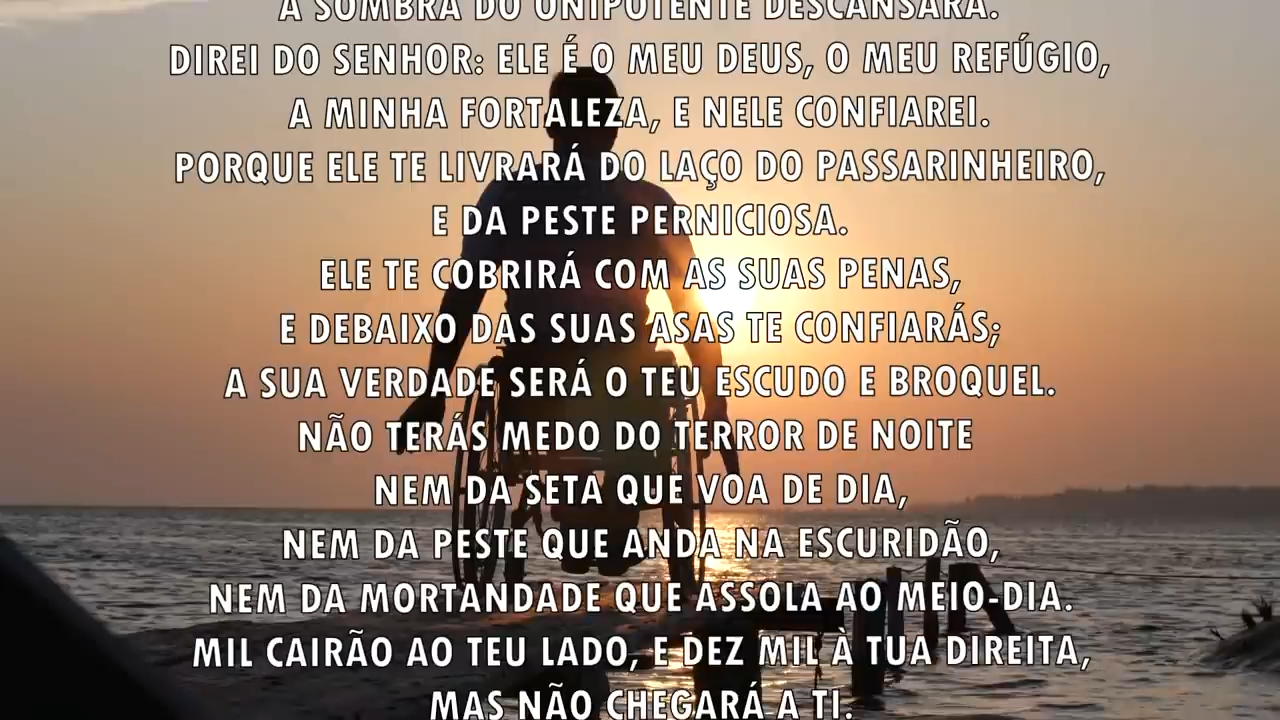 À SOMBRA DO ONIPOTENTE DESCANSARÁ.
DIREI DO SENHOR: ELE É O MEU DEUS, O MEU REFÚGIO,
A MINHA FORTALEZA, E NELE CONFIAREI.
PORQUE ELE TE LIVRARÁ DO LAÇO DO PASSARINHEIRO,
E DA PESTE PERNICIOSA.
ELE TE COBRIRÁ COM AS SUAS PENAS,
E DEBAIXO DAS SUAS ASAS TE CONFIARÁS;
A SUA VERDADE SERÁ O TEU ESCUDO E BROQUEL.
NÃO TERÁS MEDO DO TERROR DE NOITE
NEM DA SETA QUE VOA DE DIA,
NEM DA PESTE QUE ANDA NA ESCURIDÃO,
NEM DA MORTANDADE QUE ASSOLA AO MEIO-DIA.
MIL CAIRÃO AO TEU LADO, E DEZ MIL À TUA DIREITA,
MAS NÃO CHEGARÁ A TI.